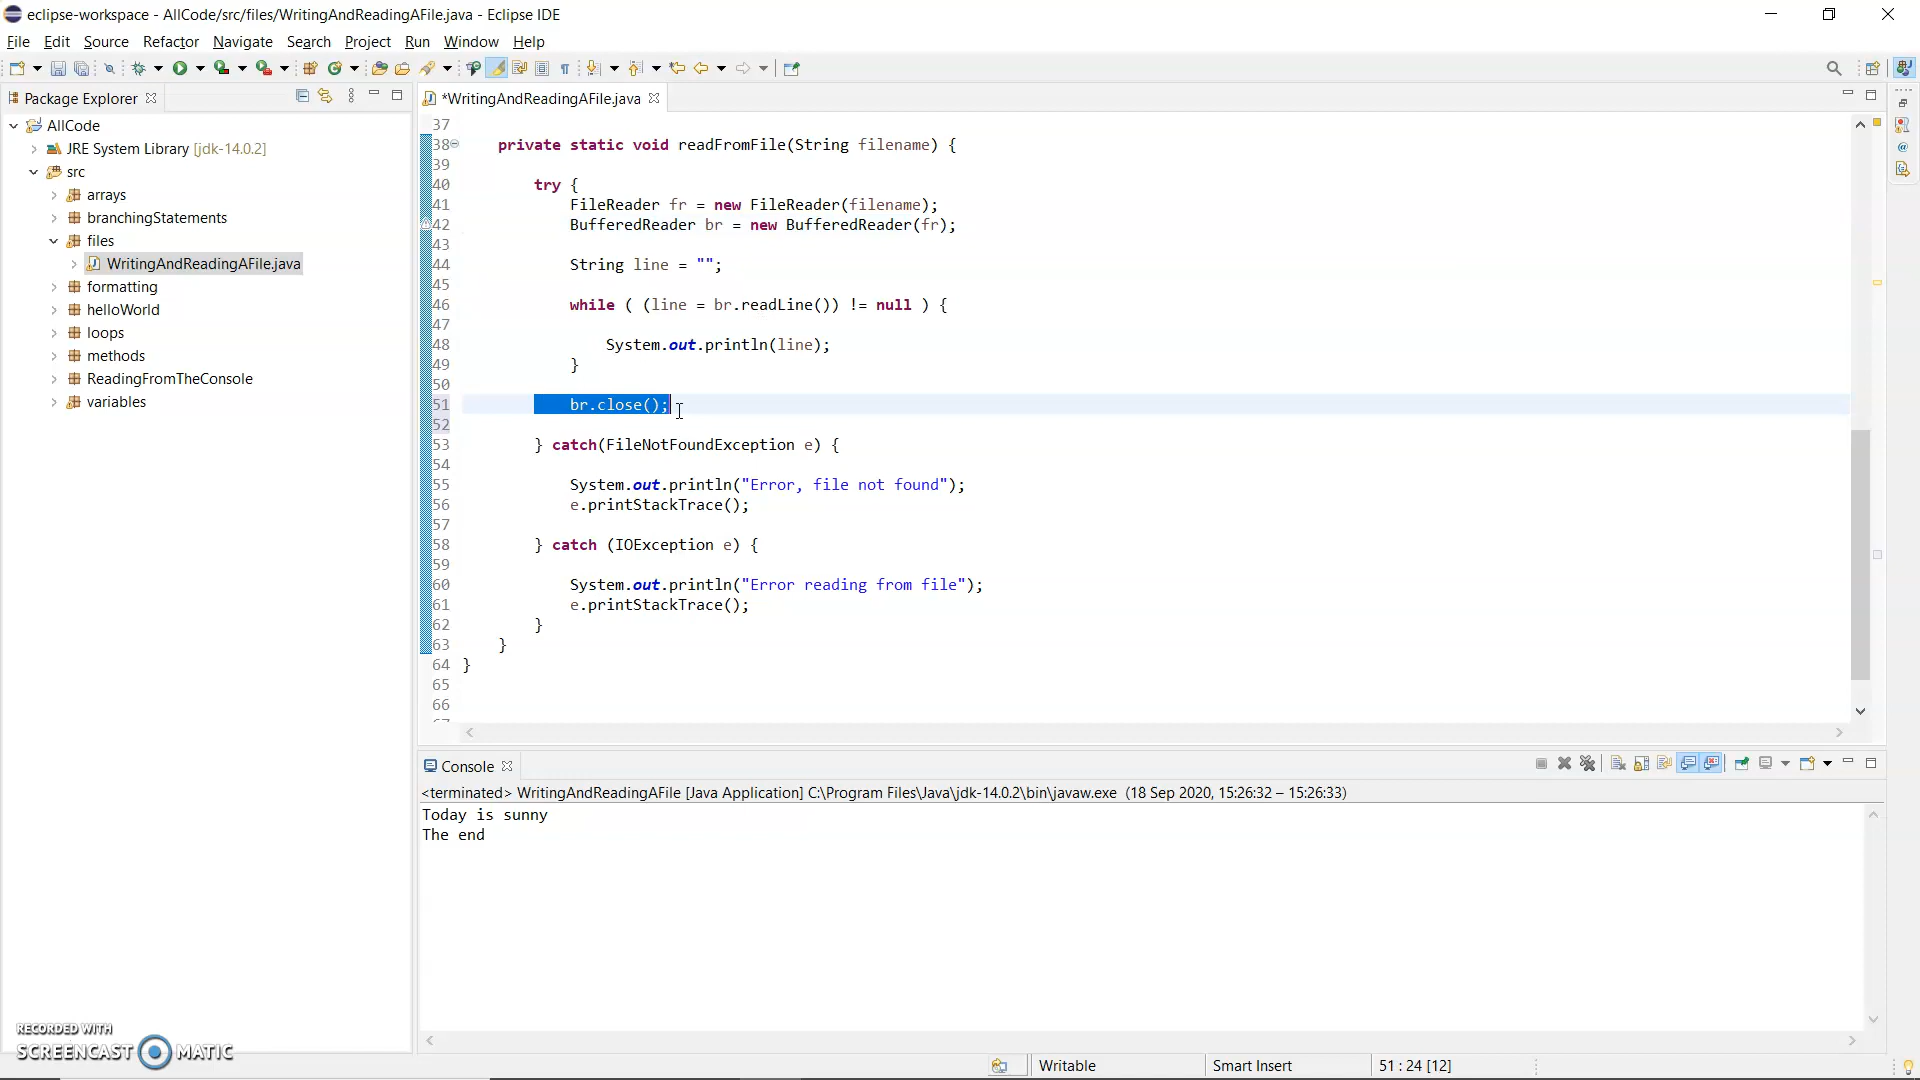 eclipse-workspace - AllCode/src/files/WritingAndReadingAFile.java - Eclipse IDE
File Edit Source Refactor Navigate Search Project Run Window Help
Package Explorer
AllCode
JRE System Library [jdk-14.0.2]
src
arrays
branchingStatements
files
WritingAndReadingAFile.java
formatting
helloWorld
loops
methods
ReadingFromTheConsole
variables
*WritingAndReadingAFile.java
37
38 private static void readFromFile(String filename) {
39
40 try {
41 FileReader fr = new FileReader(filename);
42 BufferedReader br = new BufferedReader(fr);
43
44 String line = "";
45
46 while ( (line = br.readLine()) != null ) {
47
48 System.out.println(line);
49 }
50
51 br.close();
52
53 } catch(FileNotFoundException e) {
54
55 System.out.println("Error, file not found");
56 e.printStackTrace();
57
58 } catch (IOException e) {
59
60 System.out.println("Error reading from file");
61 e.printStackTrace();
62 }
63 }
64 }
65
66
Console
<terminated> WritingAndReadingAFile [Java Application] C:\Program Files\Java\jdk-14.0.2\bin\javaw.exe (18 Sep 2020, 15:26:32 – 15:26:33)
Today is sunny
The end
RECORDED WITH
SCREENCAST MATIC
Writable Smart Insert 51 : 24 [12]